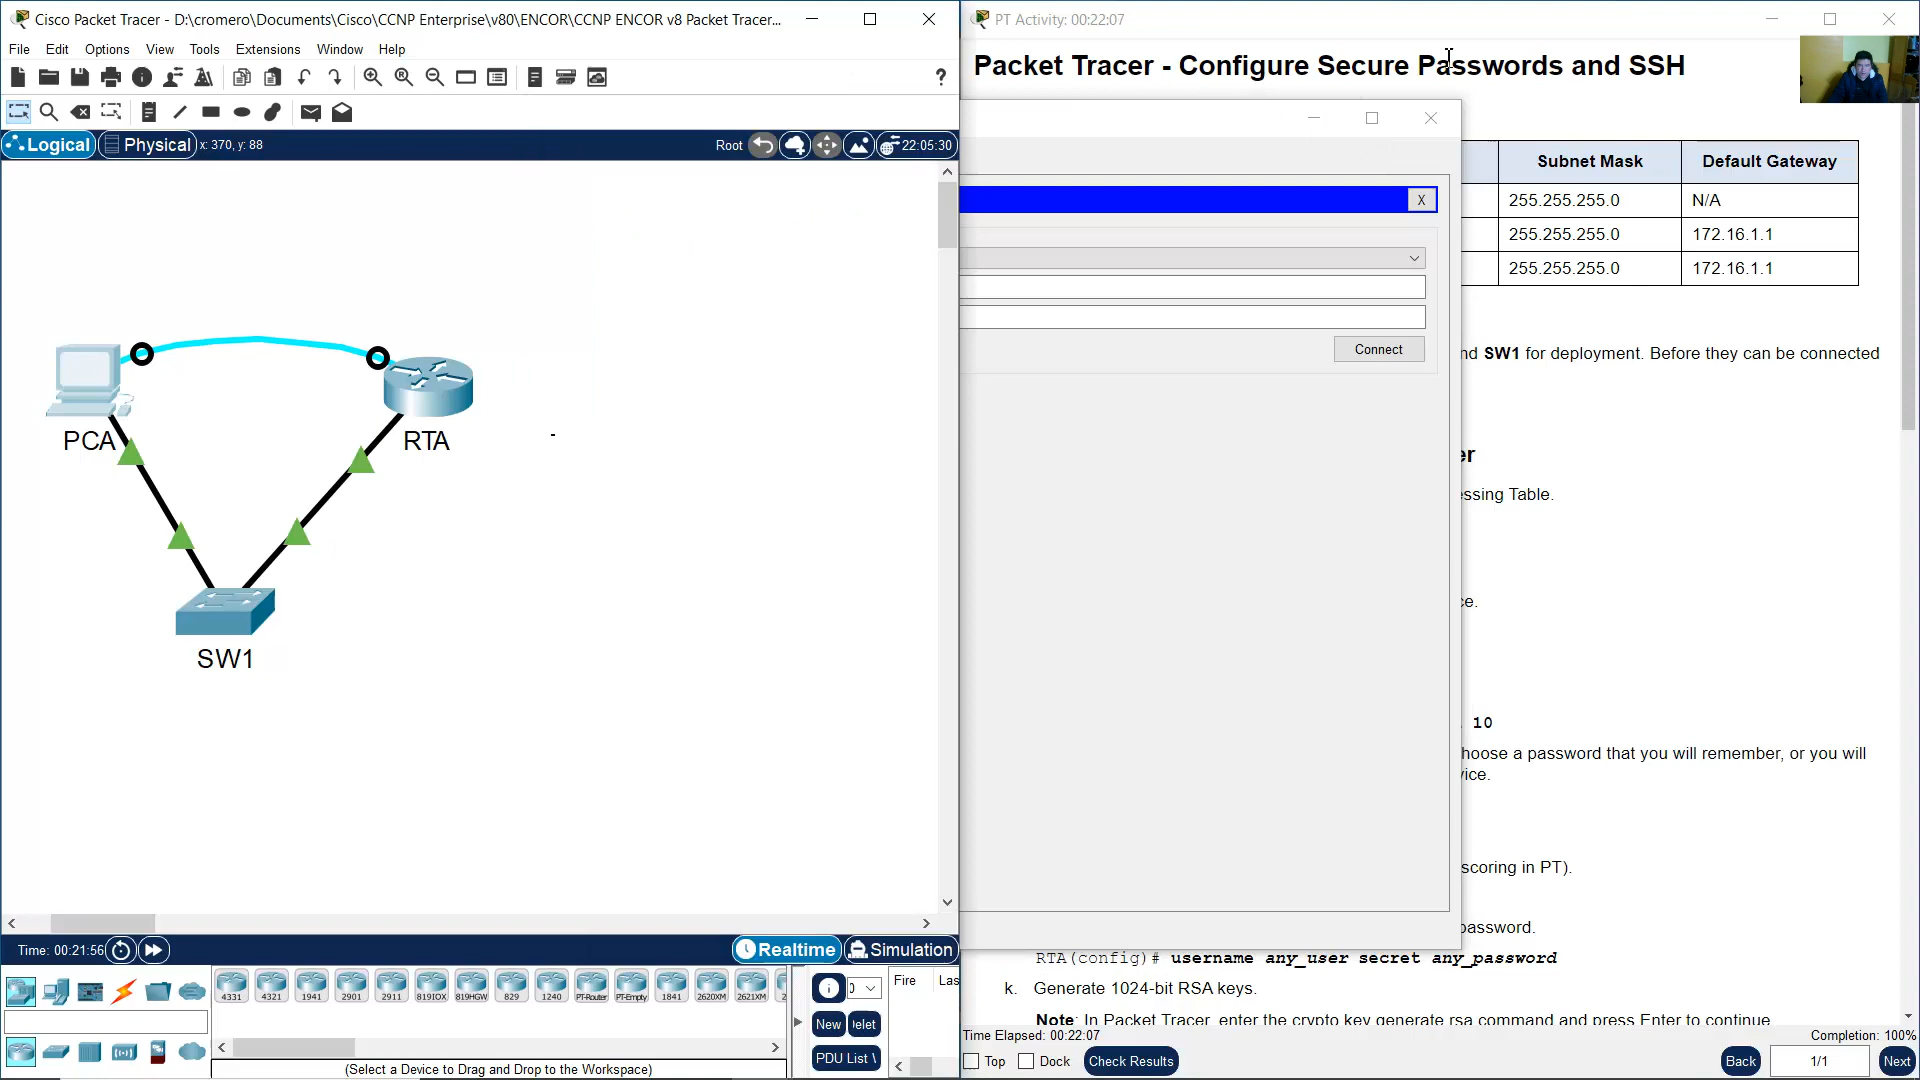 Cisco Packet Tracer - D:\cromero\Documents\Cisco\CCNP Enterprise\v80\ENCOR\CCNP ENCOR v8 Packet Tracer...
File Edit Options View Tools Extensions Window Help
Logical Physical x: 370, y: 88
Root 22:05:30
PCA
RTA
SW1
Time: 00:21:56
Realtime Simulation
4331 4321 1941 2901 2911 819IOX 819HGW 829 1240 PT-Router PT-Empty 1841 2620XM 2621XM 2
(Select a Device to Drag and Drop to the Workspace)
0
Fire Las
New elet
PDU List \
PT Activity: 00:22:07
Packet Tracer - Configure Secure Passwords and SSH
X
Connect
Subnet Mask Default Gateway
255.255.255.0 N/A
255.255.255.0 172.16.1.1
255.255.255.0 172.16.1.1
nd SW1 for deployment. Before they can be connected
er
essing Table.
ce.
10
hoose a password that you will remember, or you will
vice.
scoring in PT).
password.
RTA(config)# username any_user secret any_password
k. Generate 1024-bit RSA keys.
Note: In Packet Tracer, enter the crypto key generate rsa command and press Enter to continue
Time Elapsed: 00:22:07 Completion: 100%
Top Dock Check Results Back 1/1 Next